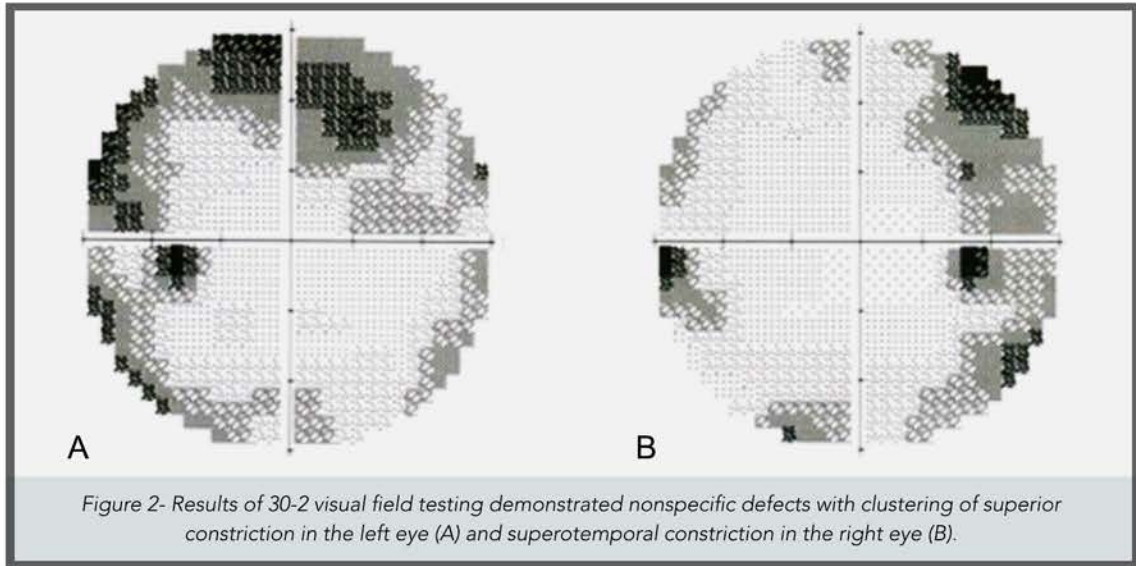 A
B
Figure 2- Results of 30-2 visual field testing demonstrated nonspecific defects with clustering of superior
constriction in the left eye (A) and superotemporal constriction in the right eye (B).